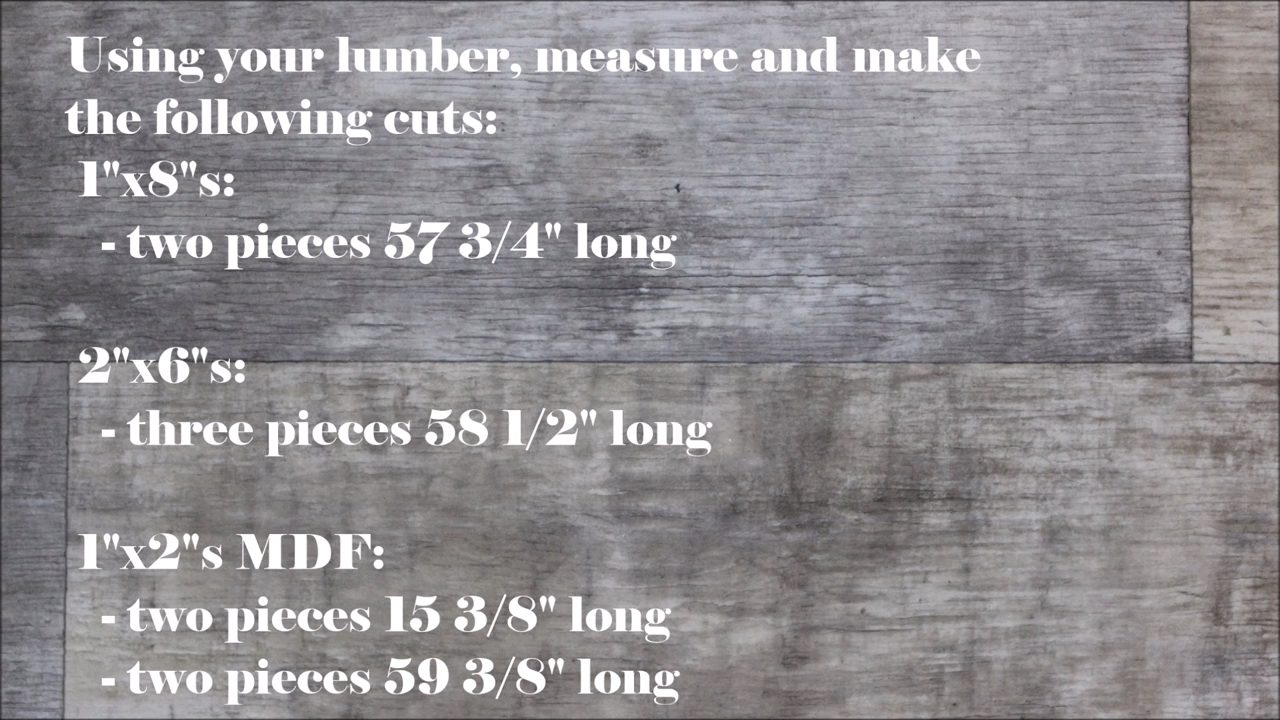 Using your lumber, measure and make
the following cuts:
1"x8"s:
- two pieces 57 3/4" long
2"x6"s:
- three pieces 58 1/2" long
1"x2"s MDF:
- two pieces 15 3/8" long
- two pieces 59 3/8" long